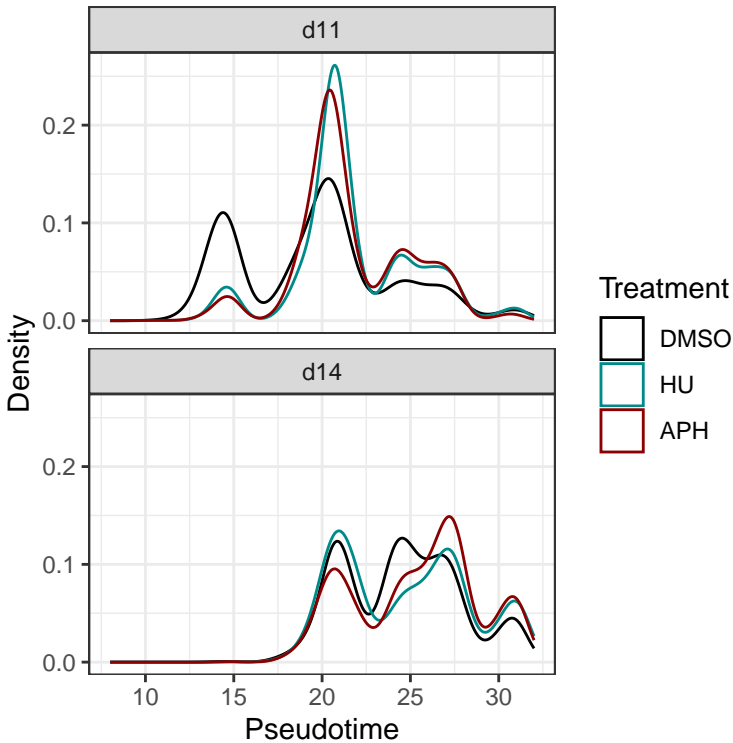 d11
0.2
0.1
0.0
d14
0.2
0.1
0.0
10 15 20 25 30
Pseudotime
Density
Treatment
DMSO
HU
APH